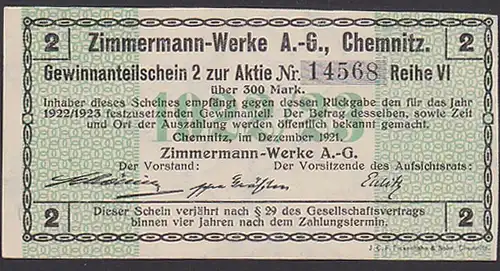 2 Zimmermann-Werke A.-G., Chemnitz. 2
Gewinnanteilschein 2 zur Aktie Nr. 14568 Reihe VI
über 300 Mark.
Inhaber dieses Scheines empfängt gegen dessen Rückgabe den für das Jahr
1922/1923 festzusetzenden Gewinnanteil. Der Betrag desselben, sowie Zeit
und Ort der Auszahlung werden öffentlich bekannt gemacht.
Chemnitz, im Dezember 1921.
Zimmermann-Werke A.-G.
Der Vorstand: Der Vorsitzende des Aufsichtsrats:
2 Dieser Schein verjährt nach § 29 des Gesellschaftsvertrags 2
binnen vier Jahren nach dem Zahlungstermin.
& Sohn, Chemnitz.